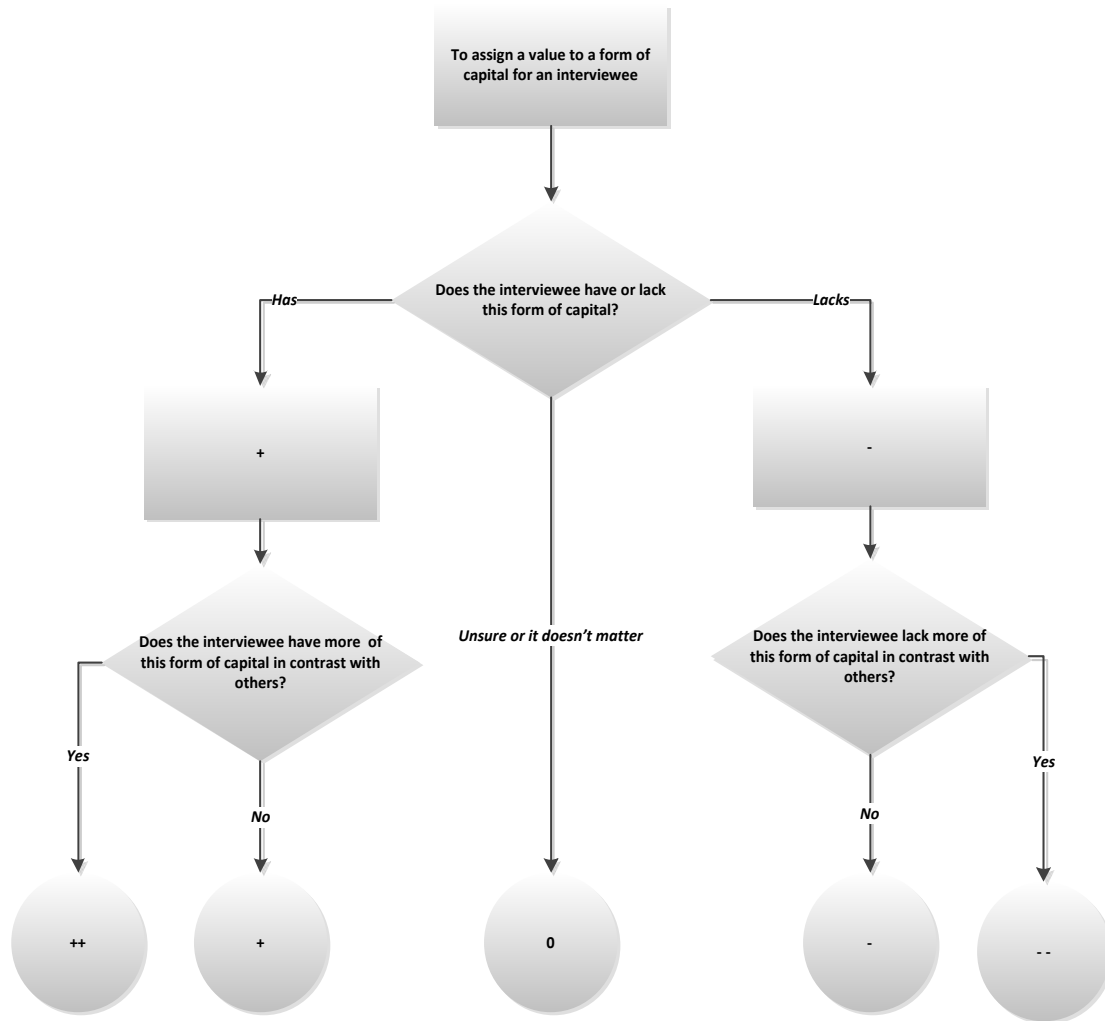 To assign a value to a form of
capital for an interviewee
Does the interviewee have or lack
this form of capital?
Has
Lacks
+
-
Unsure or it doesn't matter
Does the interviewee have more  of
this form of capital in contrast with
others?
Does the interviewee lack more of
this form of capital in contrast with
others?
Yes
No
No
Yes
++
+
0
-
- -